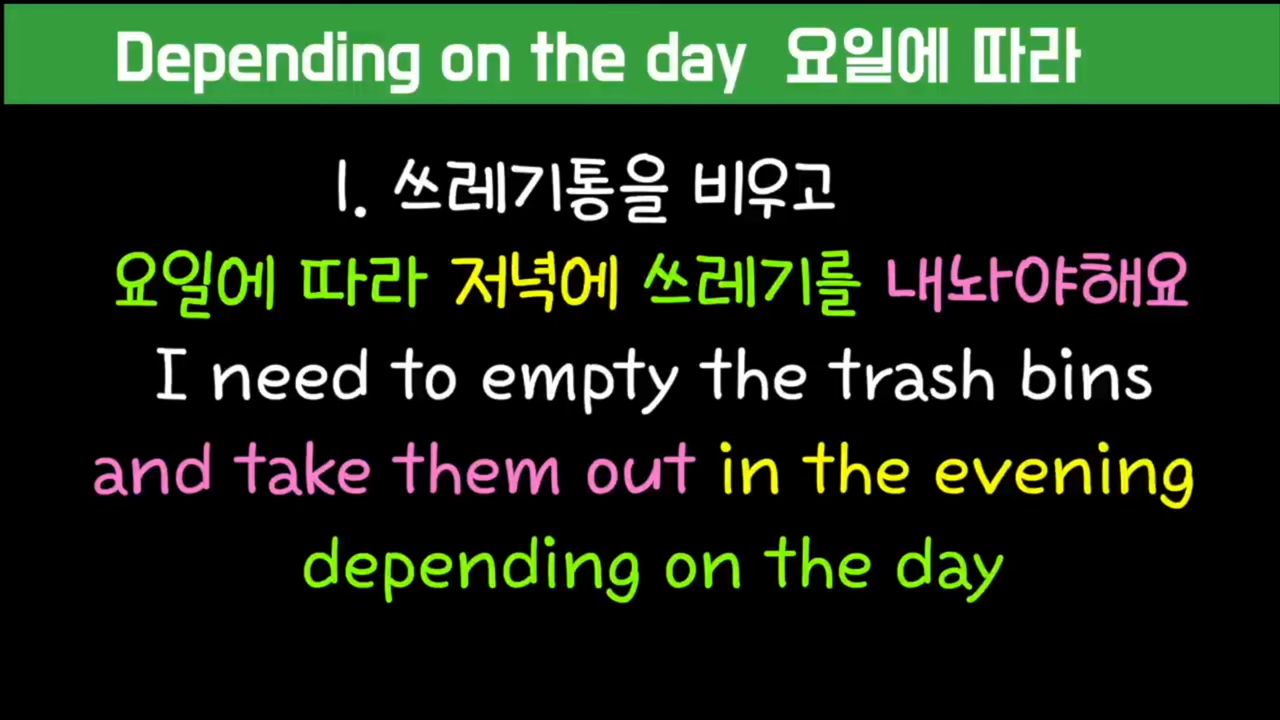 Depending on the day 요일에 따라
1. 쓰레기통을 비우고
요일에 따라 저녁에 쓰레기를 내놔야해요
I need to empty the trash bins
and take them out in the evening
depending on the day